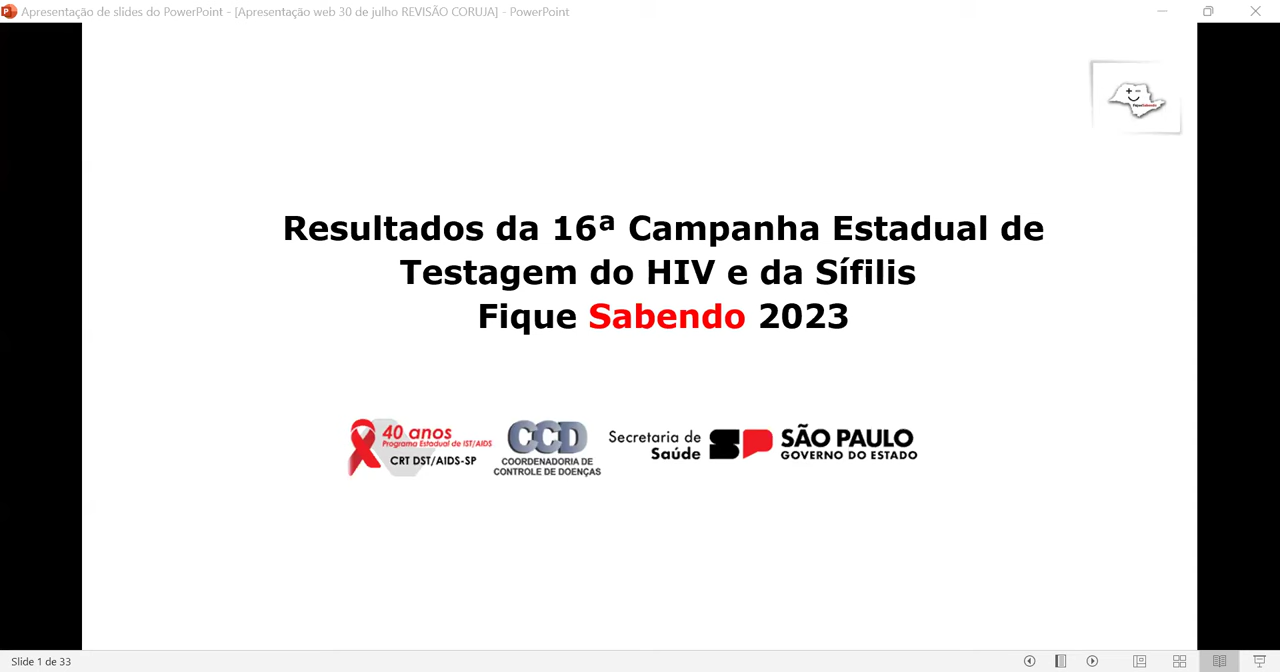 Apresentação de slides do PowerPoint - [Apresentação web 30 de julho REVISÃO CORUJA] - PowerPoint
+ -
FiqueSabendo
Resultados da 16ª Campanha Estadual de
Testagem do HIV e da Sífilis
Fique Sabendo 2023
40 anos
Programa Estadual de IST/AIDS
CRT DST/AIDS-SP
CCD
COORDENADORIA DE
CONTROLE DE DOENÇAS
Secretaria de
Saúde
SP
SÃO PAULO
GOVERNO DO ESTADO
Slide 1 de 33